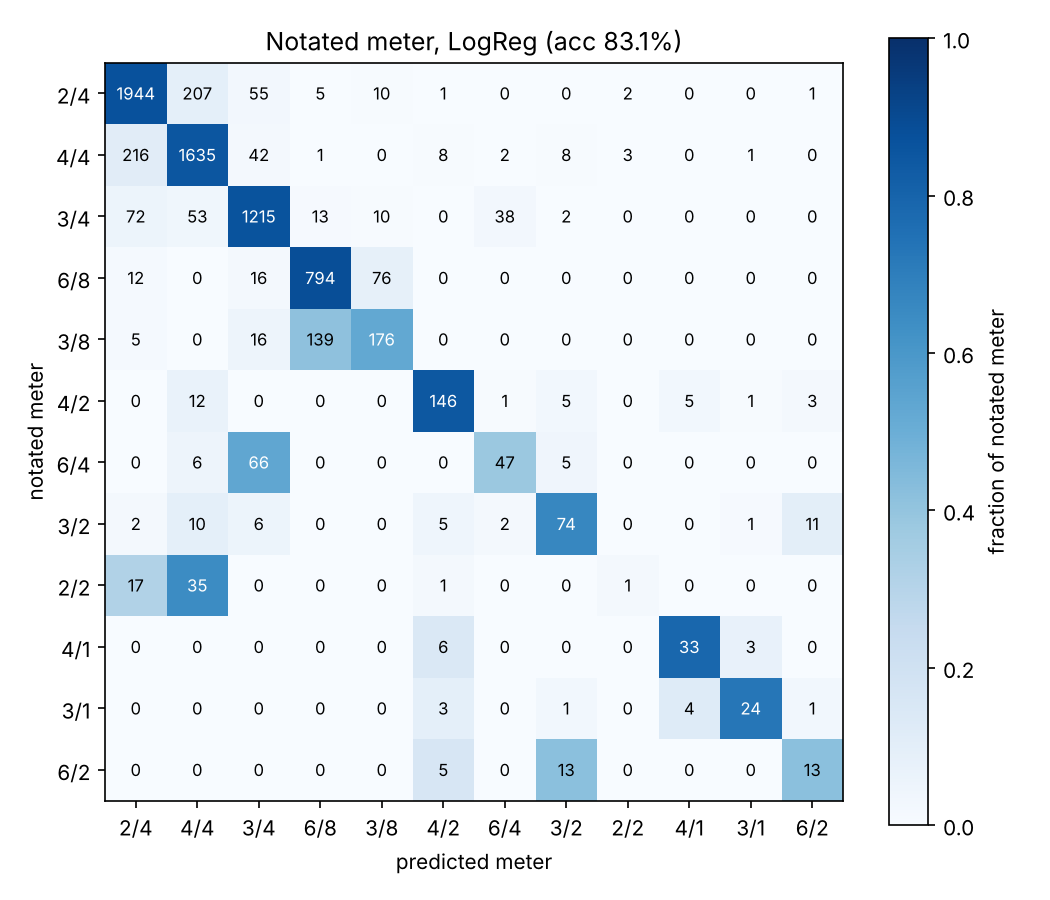 Notated meter, LogReg (acc 83.1%)
2/4 1944 207 55 5 10 1 0 0 2 0 0 1
4/4 216 1635 42 1 0 8 2 8 3 0 1 0
3/4 72 53 1215 13 10 0 38 2 0 0 0 0
6/8 12 0 16 794 76 0 0 0 0 0 0 0
3/8 5 0 16 139 176 0 0 0 0 0 0 0
4/2 0 12 0 0 0 146 1 5 0 5 1 3
6/4 0 6 66 0 0 0 47 5 0 0 0 0
3/2 2 10 6 0 0 5 2 74 0 0 1 11
2/2 17 35 0 0 0 1 0 0 1 0 0 0
4/1 0 0 0 0 0 6 0 0 0 33 3 0
3/1 0 0 0 0 0 3 0 1 0 4 24 1
6/2 0 0 0 0 0 5 0 13 0 0 0 13
2/4 4/4 3/4 6/8 3/8 4/2 6/4 3/2 2/2 4/1 3/1 6/2
predicted meter
notated meter
1.0
0.8
0.6
0.4
0.2
0.0
fraction of notated meter